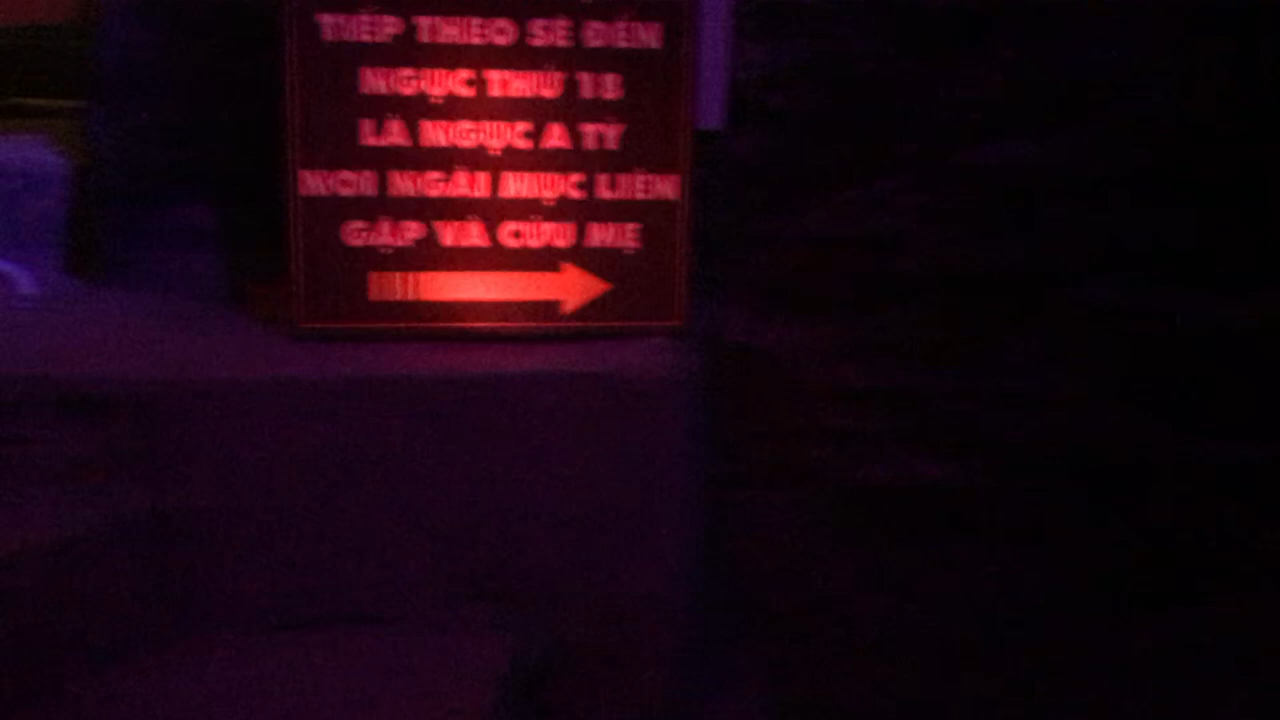 TIẾP THEO SẼ ĐẾN
NGỤC THỨ 18
LÀ NGỤC A TỲ
NƠI NGÀI MỤC LIÊN
GẶP VÀ CỨU MẸ